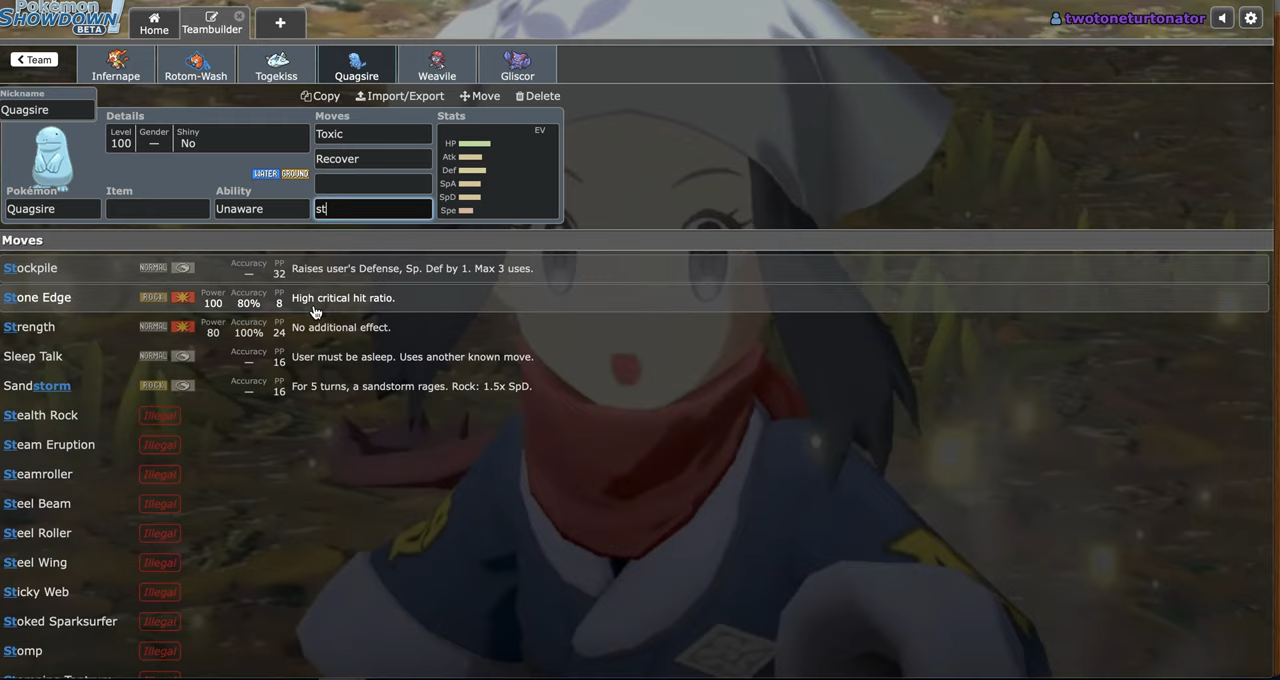 Pokémon
SHOWDOWN!
BETA
Home
Teambuilder
+
twotoneturtonator
< Team
Infernape
Rotom-Wash
Togekiss
Quagsire
Weavile
Gliscor
Nickname
Quagsire
Copy
Import/Export
Move
Delete
Details
Level
100
Gender
—
Shiny
No
WATER GROUND
Pokémon
Quagsire
Item
Ability
Unaware
Moves
Toxic
Recover
st
Stats
EV
HP
Atk
Def
SpA
SpD
Spe
Moves
Stockpile NORMAL Accuracy — PP 32 Raises user's Defense, Sp. Def by 1. Max 3 uses.
Stone Edge ROCK Power 100 Accuracy 80% PP 8 High critical hit ratio.
Strength NORMAL Power 80 Accuracy 100% PP 24 No additional effect.
Sleep Talk NORMAL Accuracy — PP 16 User must be asleep. Uses another known move.
Sandstorm ROCK Accuracy — PP 16 For 5 turns, a sandstorm rages. Rock: 1.5x SpD.
Stealth Rock Illegal
Steam Eruption Illegal
Steamroller Illegal
Steel Beam Illegal
Steel Roller Illegal
Steel Wing Illegal
Sticky Web Illegal
Stoked Sparksurfer Illegal
Stomp Illegal